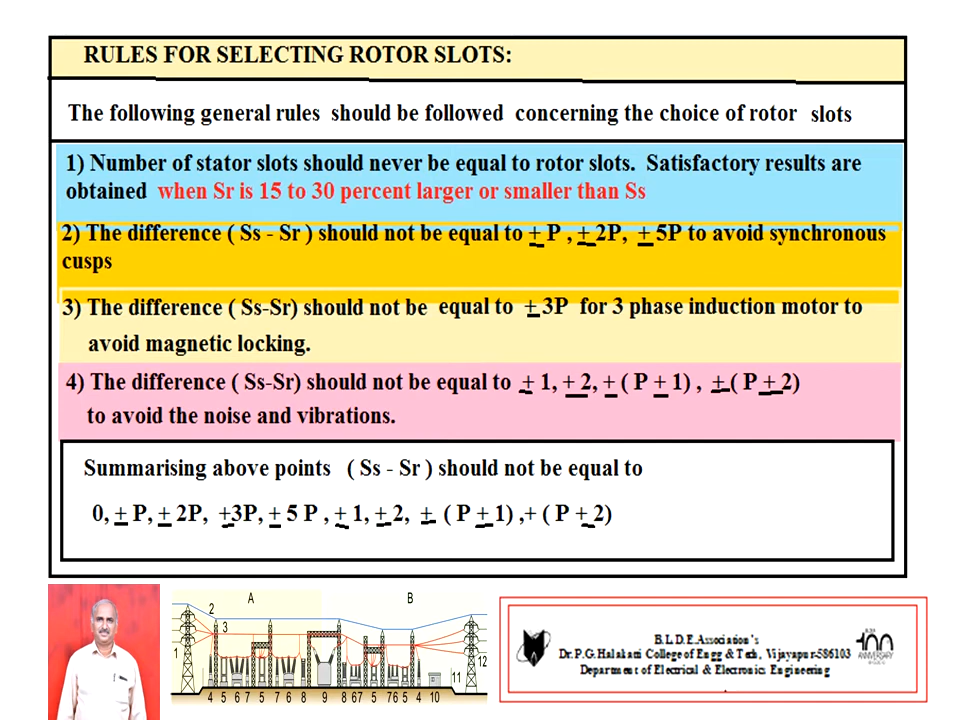 RULES FOR SELECTING ROTOR SLOTS:
The following general rules should be followed concerning the choice of rotor slots
1) Number of stator slots should never be equal to rotor slots. Satisfactory results are
obtained when Sr is 15 to 30 percent larger or smaller than Ss
2) The difference ( Ss - Sr ) should not be equal to ± P , ± 2P, ± 5P to avoid synchronous
cusps
3) The difference ( Ss-Sr) should not be equal to ± 3P for 3 phase induction motor to
avoid magnetic locking.
4) The difference ( Ss-Sr) should not be equal to ± 1, ± 2, ± ( P ± 1) , ± ( P ± 2)
to avoid the noise and vibrations.
Summarising above points ( Ss - Sr ) should not be equal to
0, ± P, ± 2P, ±3P, ± 5 P , ± 1, ± 2, ± ( P ± 1) ,+ ( P ± 2)
A B
2
3
1
12
11
4 5 6 7 5 7 6 5 8 9 8 67 5 76 5 4 10
B.L.D.E.Association's
Dr.P.G.Halakatti College of Engg & Tech, Vijayapur-586103
Department of Electrical & Electronics Engineering
100
ANNIVERSARY